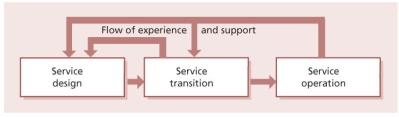 Flow of experience and support
Service
design
Service
transition
Service
operation